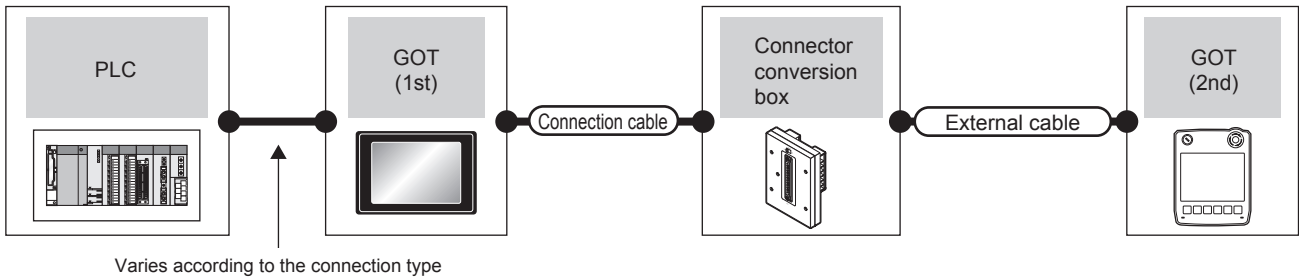 PLC
GOT
(1st)
Connection cable
Connector
conversion
box
External cable
GOT
(2nd)
Varies according to the connection type